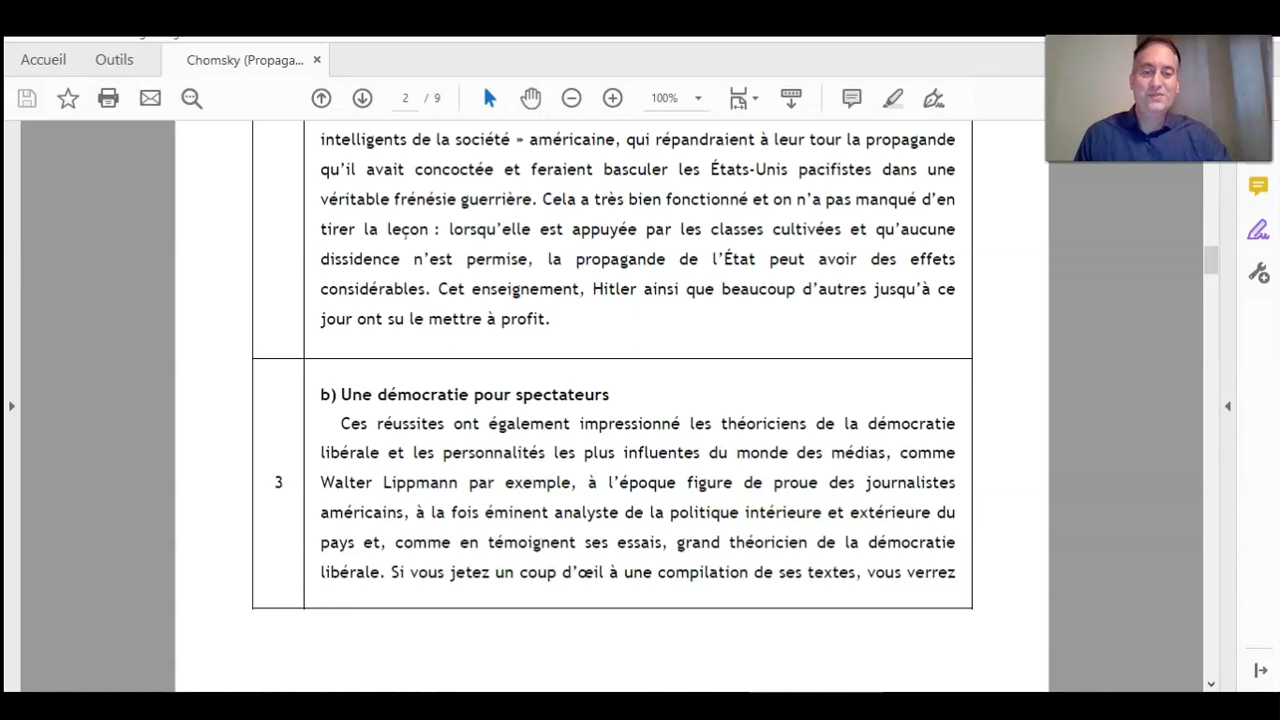 Accueil
Outils
Chomsky (Propaga...
2 / 9
100%
intelligents de la société » américaine, qui répandraient à leur tour la propagande
qu’il avait concoctée et feraient basculer les États-Unis pacifistes dans une
véritable frénésie guerrière. Cela a très bien fonctionné et on n’a pas manqué d’en
tirer la leçon : lorsqu’elle est appuyée par les classes cultivées et qu’aucune
dissidence n’est permise, la propagande de l’État peut avoir des effets
considérables. Cet enseignement, Hitler ainsi que beaucoup d’autres jusqu’à ce
jour ont su le mettre à profit.
b) Une démocratie pour spectateurs
Ces réussites ont également impressionné les théoriciens de la démocratie
libérale et les personnalités les plus influentes du monde des médias, comme
3
Walter Lippmann par exemple, à l’époque figure de proue des journalistes
américains, à la fois éminent analyste de la politique intérieure et extérieure du
pays et, comme en témoignent ses essais, grand théoricien de la démocratie
libérale. Si vous jetez un coup d’œil à une compilation de ses textes, vous verrez